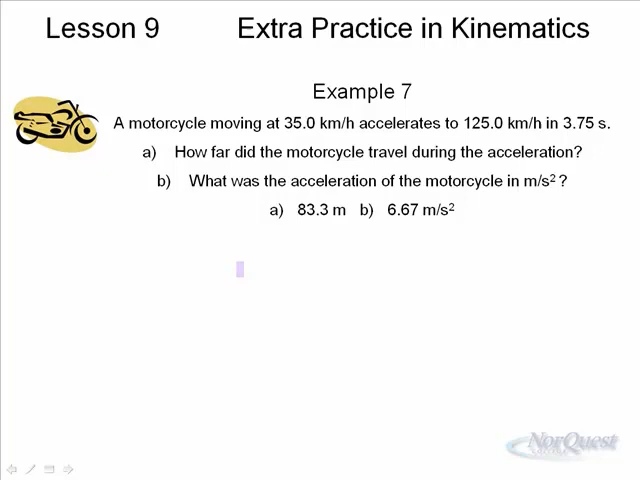 Lesson 9 Extra Practice in Kinematics
Example 7
A motorcycle moving at 35.0 km/h accelerates to 125.0 km/h in 3.75 s.
a) How far did the motorcycle travel during the acceleration?
b) What was the acceleration of the motorcycle in m/s² ?
a) 83.3 m b) 6.67 m/s²
NorQuest